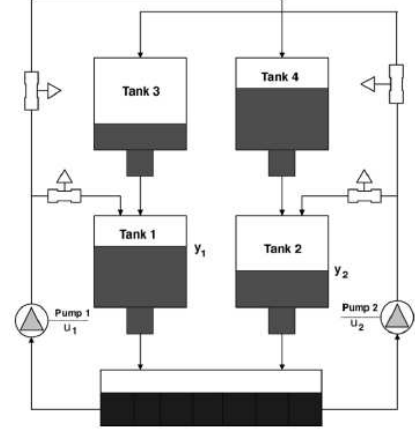 Tank 3
Tank 4
Tank 1
y1
Tank 2
y2
Pump 1
u1
Pump 2
u2